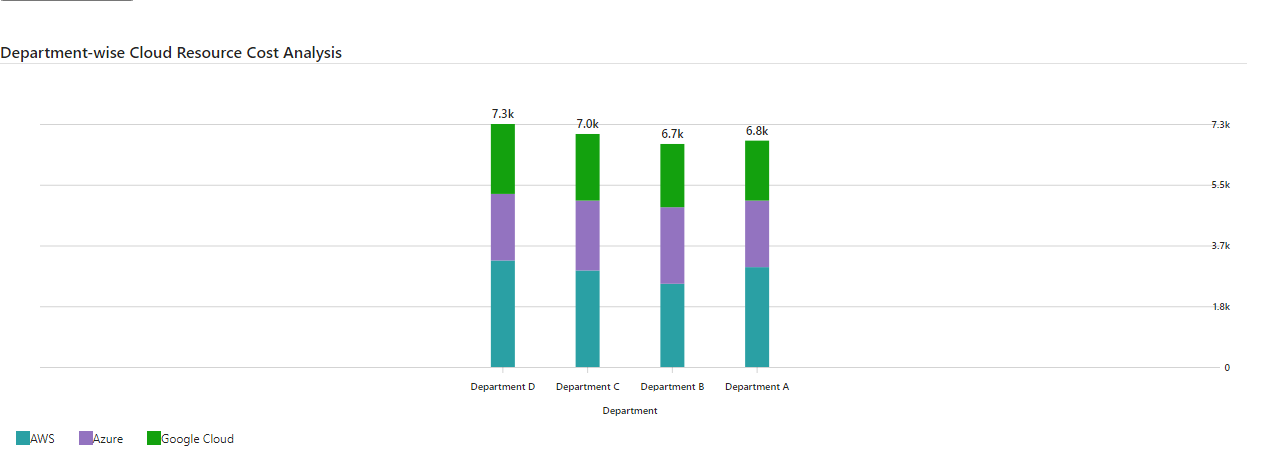 Department-wise Cloud Resource Cost Analysis
7.3k
7.0k
6.7k
6.8k
7.3k
5.5k
3.7k
1.8k
0
Department D
Department C
Department B
Department A
Department
AWS
Azure
Google Cloud